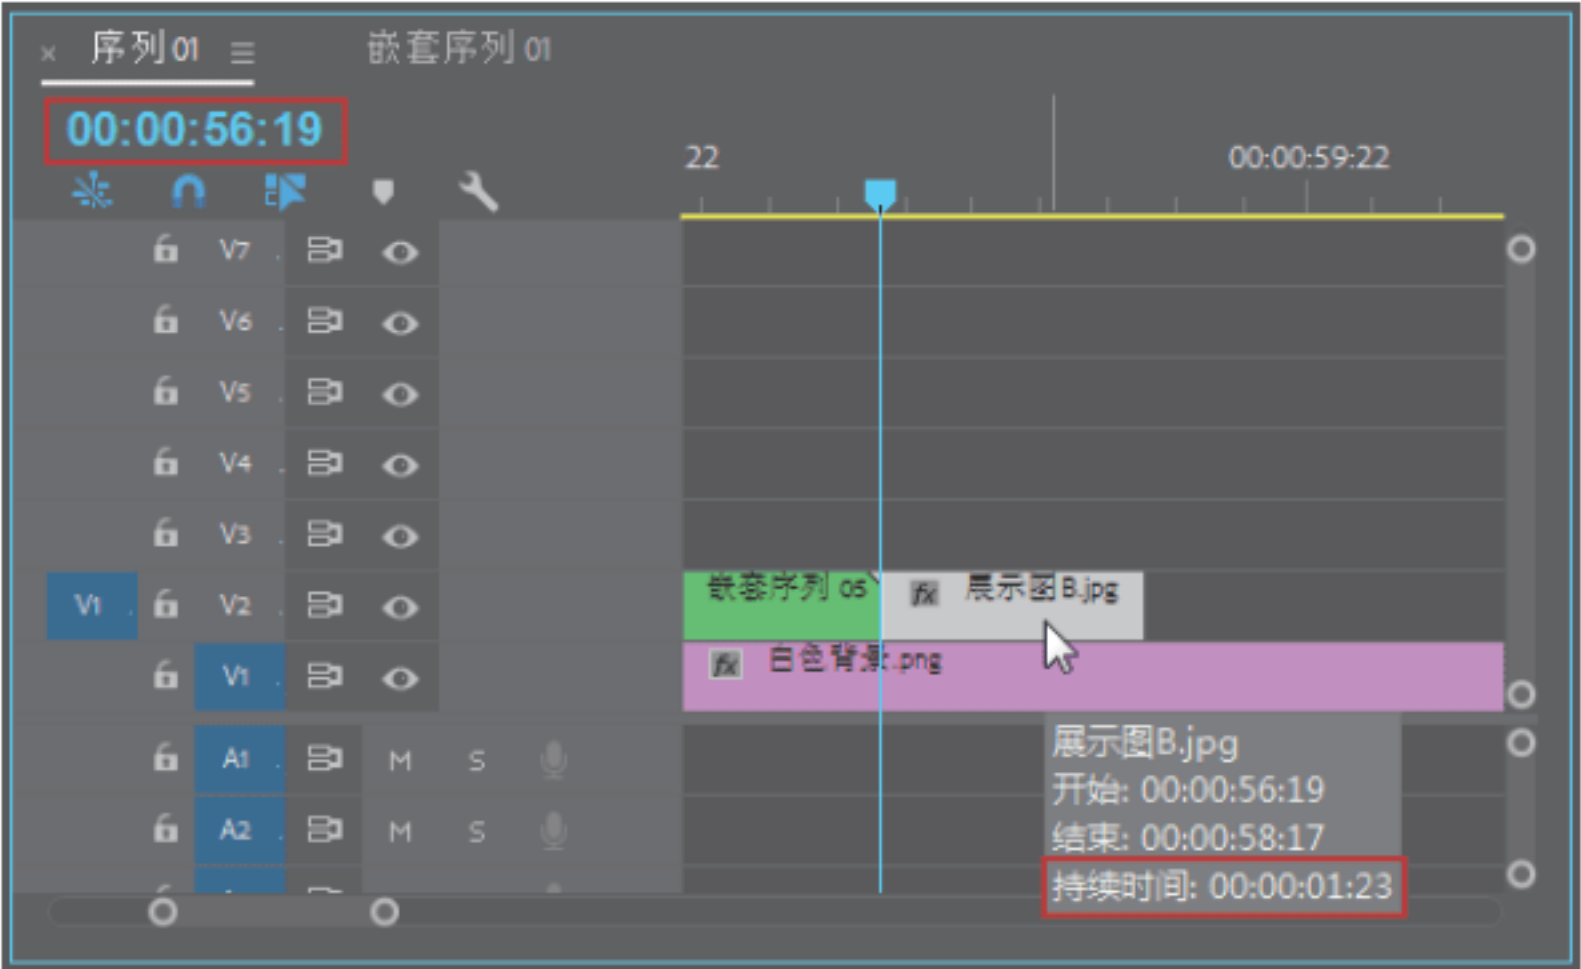 × 序列 01 嵌套序列 01
00:00:56:19
22 00:00:59:22
V7
V6
V5
V4
V3
V1 V2 嵌套序列 05 fx 展示图B.jpg
V1 fx 白色背景.png
A1 M S
A2 M S
展示图B.jpg
开始: 00:00:56:19
结束: 00:00:58:17
持续时间: 00:00:01:23